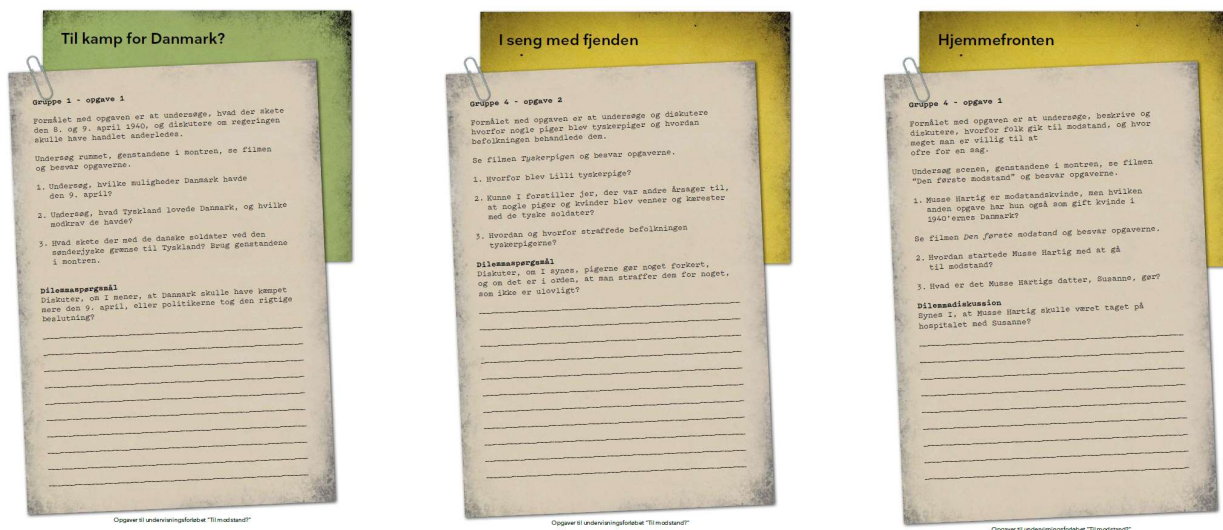 Til kamp for Danmark?
Gruppe 1 - opgave 1
Formålet med opgaven er at undersøge, hvad der skete
den 8. og 9. april 1940, og diskutere om regeringen
skulle have handlet anderledes.
Undersøg rummet, genstandene i montren, se filmen
og besvar opgaverne.
1. Undersøg, hvilke muligheder Danmark havde
den 9. april?
2. Undersøg, hvad Tyskland lovede Danmark, og hvilke
modkrav de havde?
3. Hvad skete der med de danske soldater ved den
sønderjyske grænse til Tyskland? Brug genstandene
i montren.
Dilemmaspørgsmål
Diskuter, om I mener, at Danmark skulle have kæmpet
mere den 9. april, eller politikerne tog den rigtige
beslutning?
Opgaver til undervisningsforløbet "Til modstand?"
I seng med fjenden
Gruppe 4 - opgave 2
Formålet med opgaven er at undersøge og diskutere
hvorfor nogle piger blev tyskerpiger og hvordan
befolkningen behandlede dem.
Se filmen Tyskerpigen og besvar opgaverne.
1. Hvorfor blev Lilli tyskerpige?
2. Kunne I forstiller jer, der var andre årsager til,
at nogle piger og kvinder blev venner og kærester
med de tyske soldater?
3. Hvordan og hvorfor straffede befolkningen
tyskerpigerne?
Dilemmaspørgsmål
Diskuter, om I synes, pigerne gør noget forkert,
og om det er i orden, at man straffer dem for noget,
som ikke er ulovligt?
Opgaver til undervisningsforløbet "Til modstand?"
Hjemmefronten
Gruppe 4 - opgave 1
Formålet med opgaven er at undersøge, beskrive og
diskutere, hvorfor folk gik til modstand, og hvor
meget man er villig til at
ofre for en sag.
Undersøg scenen, genstandene i montren, se filmen
"Den første modstand" og besvar opgaverne.
1. Musse Hartig er modstandskvinde, men hvilken
anden opgave har hun også som gift kvinde i
1940'ernes Danmark?
Se filmen Den første modstand og besvar opgaverne.
2. Hvordan startede Musse Hartig med at gå
til modstand?
3. Hvad er det Musse Hartigs datter, Susanne, gør?
Dilemmadiskussion
Synes I, at Musse Hartig skulle været taget på
hospitalet med Susanne?
Opgaver til undervisningsforløbet "Til modstand?"